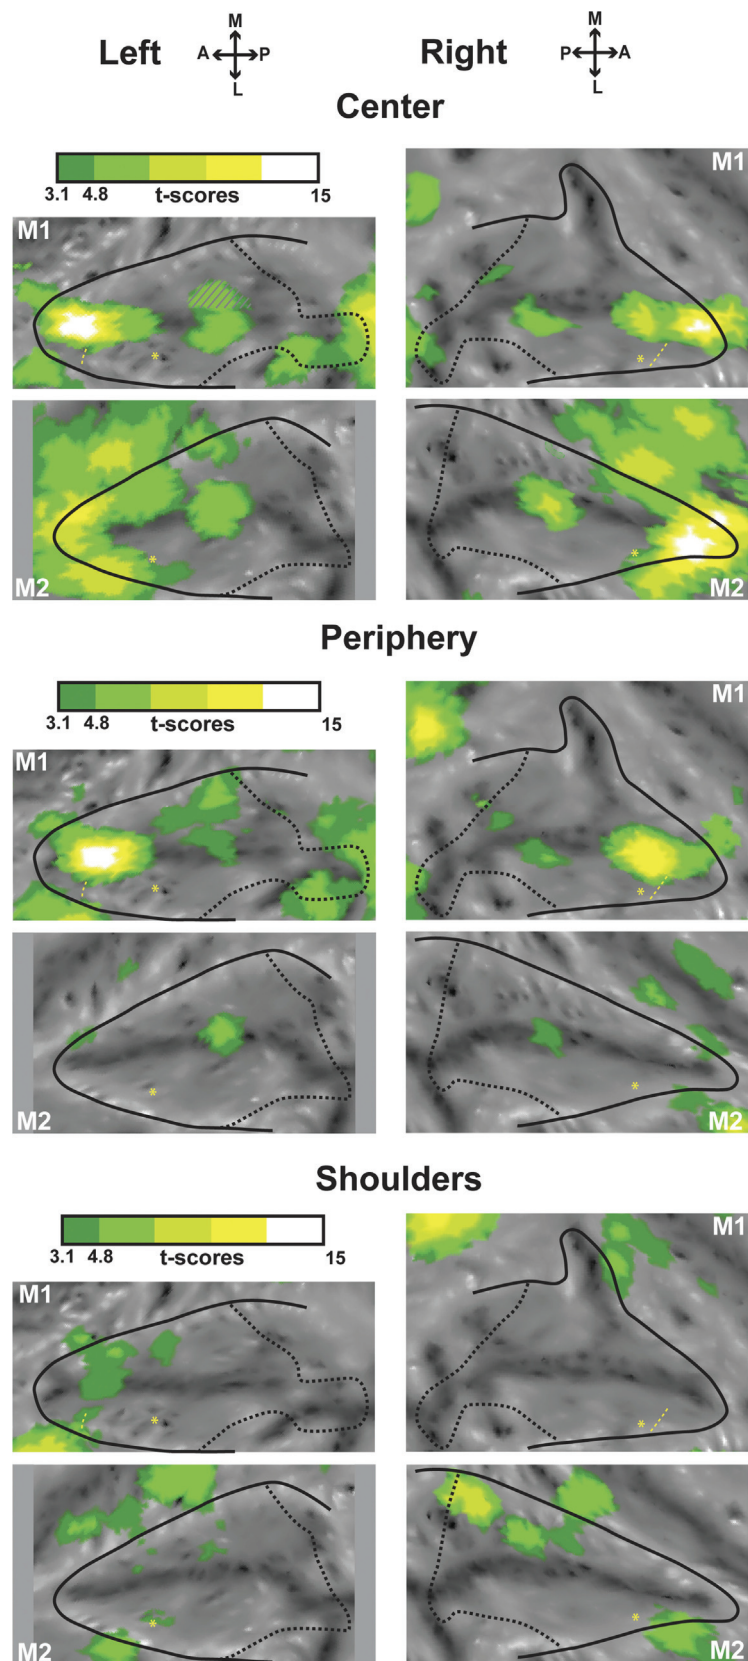 M
Left A P Right P A
L L
Center
M
3.1 4.8 t-scores 15
M1
M1
*
*
M2
M2
*
*
Periphery
3.1 4.8 t-scores 15
M1
M1
*
*
M2
M2
*
*
Shoulders
3.1 4.8 t-scores 15
M1
M1
*
*
M2
M2
*
*